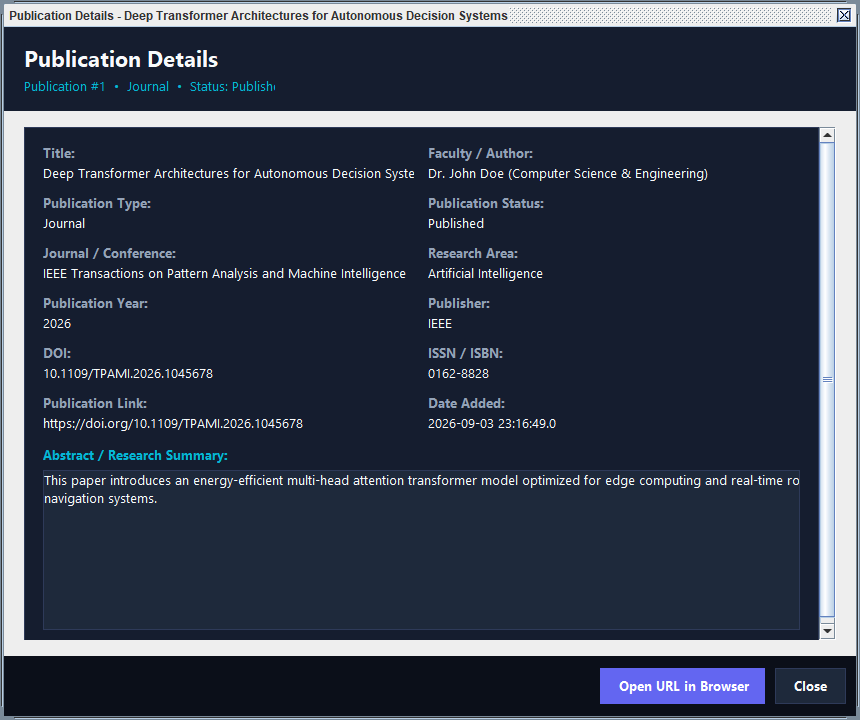 Publication Details - Deep Transformer Architectures for Autonomous Decision Systems
Publication Details
Publication #1 • Journal • Status: Publish
Title:
Deep Transformer Architectures for Autonomous Decision Syste
Faculty / Author:
Dr. John Doe (Computer Science & Engineering)
Publication Type:
Journal
Publication Status:
Published
Journal / Conference:
IEEE Transactions on Pattern Analysis and Machine Intelligence
Research Area:
Artificial Intelligence
Publication Year:
2026
Publisher:
IEEE
DOI:
10.1109/TPAMI.2026.1045678
ISSN / ISBN:
0162-8828
Publication Link:
https://doi.org/10.1109/TPAMI.2026.1045678
Date Added:
2026-09-03 23:16:49.0
Abstract / Research Summary:
This paper introduces an energy-efficient multi-head attention transformer model optimized for edge computing and real-time ro
navigation systems.
Open URL in Browser
Close